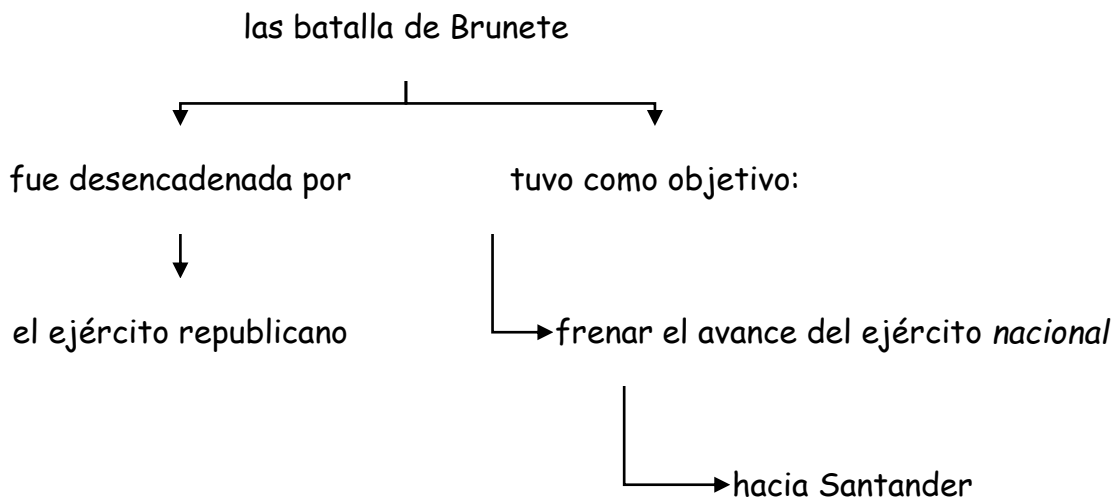 las batalla de Brunete
fue desencadenada por
tuvo como objetivo:
el ejército republicano
frenar el avance del ejército nacional
hacia Santander